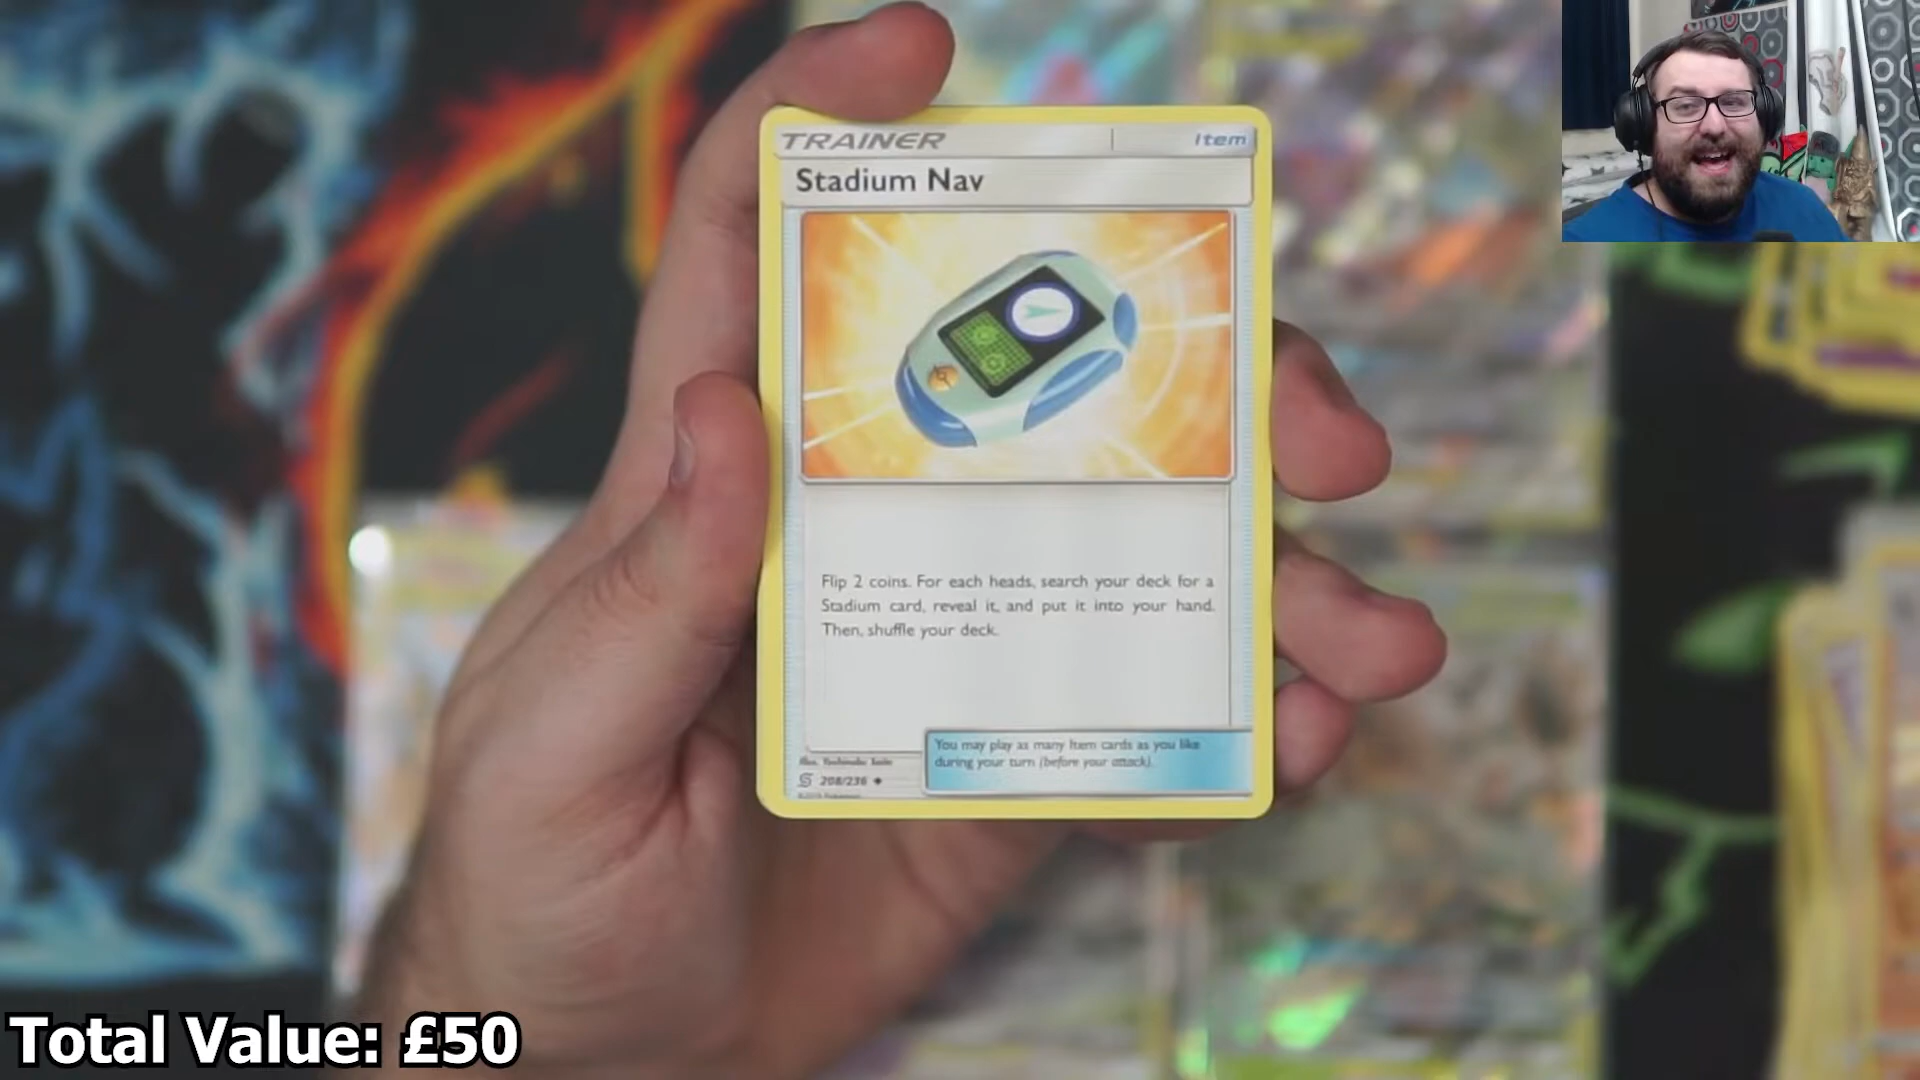 TRAINER
Item
Stadium Nav
Flip 2 coins. For each heads, search your deck for a
Stadium card, reveal it, and put it into your hand.
Then, shuffle your deck.
You may play as many Item cards as you like
during your turn (before your attack).
208/236
Total Value: £50